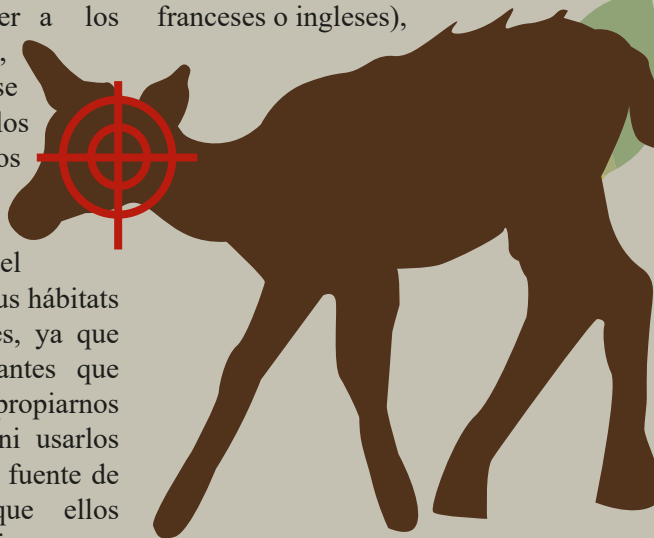 er a los
,
se
los
os
el
us hábitats
es, ya que
antes que
propiarnos
ni usarlos
fuente de
que ellos
franceses o ingleses),